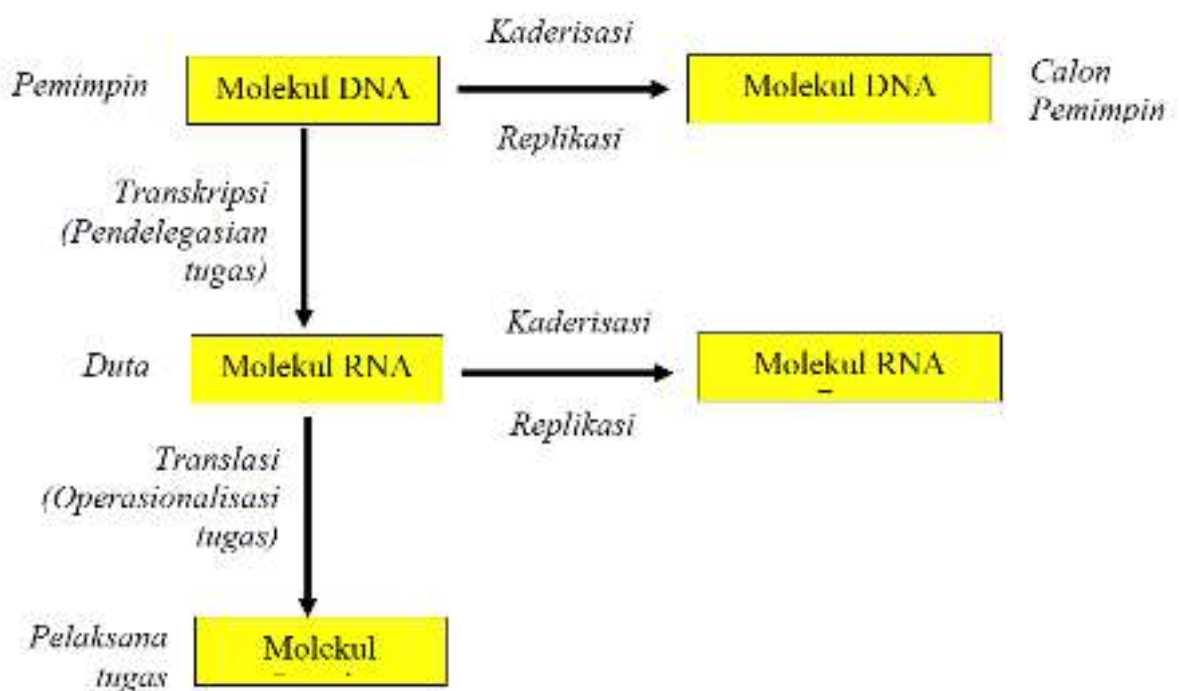 Kaderisasi
Pemimpin
Molekul DNA
Molekul DNA
Calon
Pemimpin
Replikasi
Transkripsi
(Pendelegasian
tugas)
Kaderisasi
Duta
Molekul RNA
Molekul RNA
Replikasi
Translasi
(Operasionalisasi
tugas)
Pelaksana
tugas
Molekul